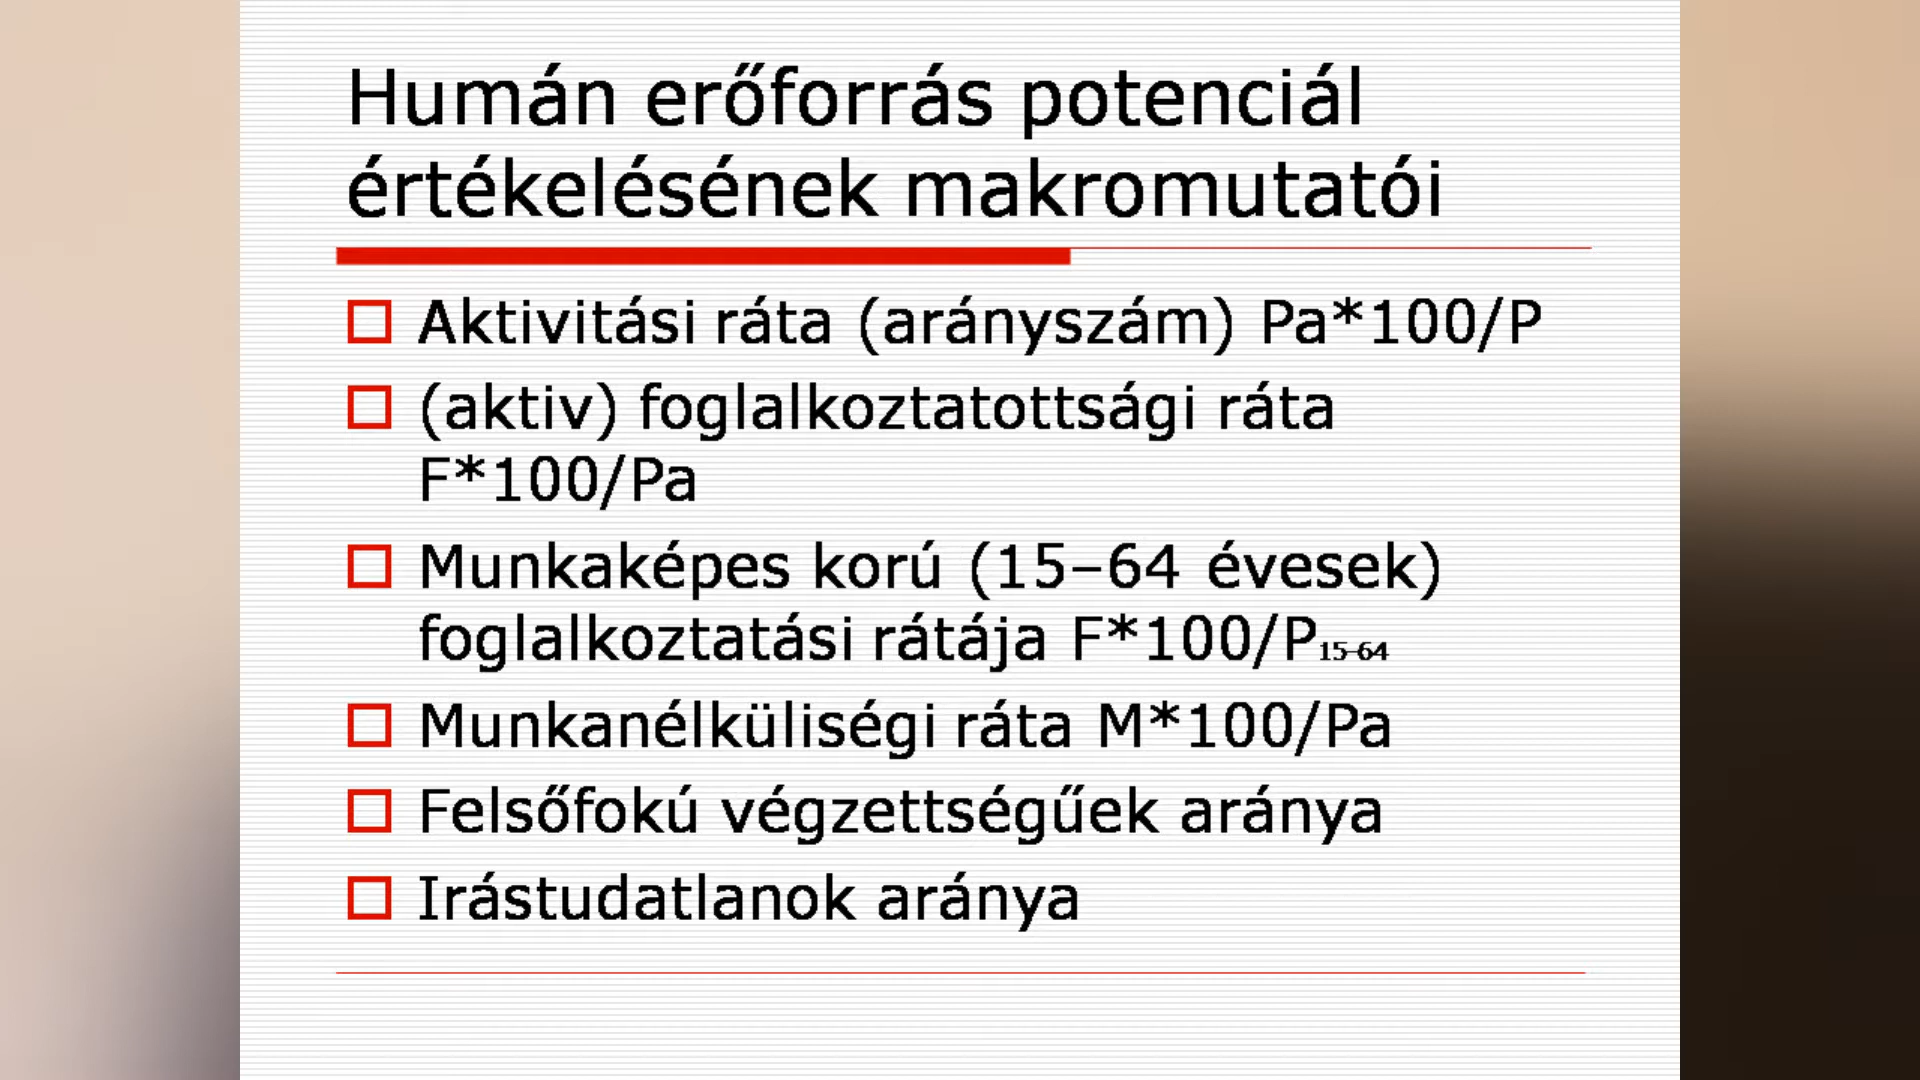 Humán erőforrás potenciál
értékelésének makromutatói
Aktivitási ráta (arányszám) Pa*100/P
(aktiv) foglalkoztatottsági ráta
F*100/Pa
Munkaképes korú (15–64 évesek)
foglalkoztatási rátája F*100/P15-64
Munkanélküliségi ráta M*100/Pa
Felsőfokú végzettségűek aránya
Irástudatlanok aránya